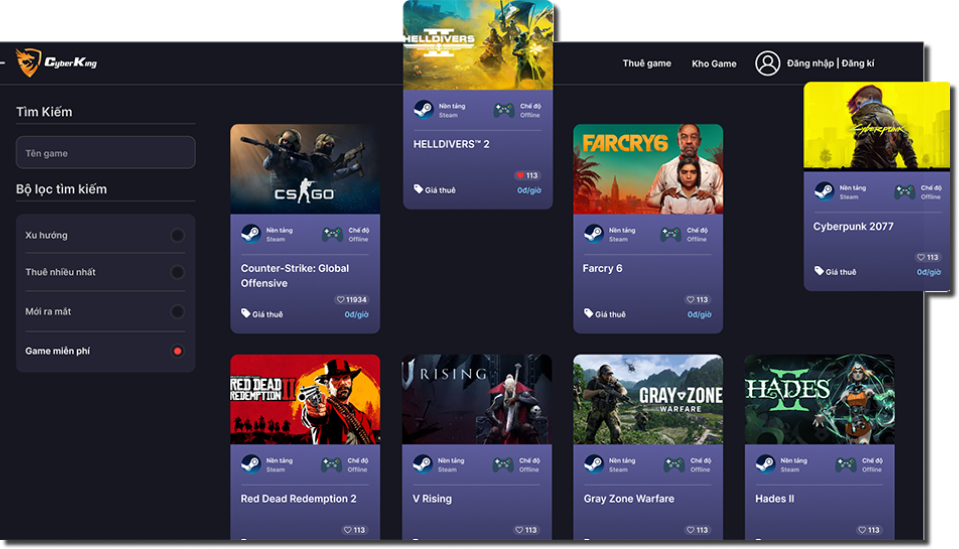 CyberKing
Thuê game
Kho Game
Đăng nhập | Đăng kí
Tìm Kiếm
Tên game
Bộ lọc tìm kiếm
Xu hướng
Thuê nhiều nhất
Mới ra mắt
Game miễn phí
CS GO
Nền tảng
Steam
Chế độ
Offline
Counter-Strike: Global
Offensive
11934
Giá thuê
0đ/giờ
HELLDIVERS
II
Nền tảng
Steam
Chế độ
Offline
HELLDIVERS™ 2
113
Giá thuê
0đ/giờ
FARCRY6
Nền tảng
Steam
Chế độ
Offline
Farcry 6
113
Giá thuê
0đ/giờ
Cyberpunk
Nền tảng
Steam
Chế độ
Offline
Cyberpunk 2077
113
Giá thuê
0đ/giờ
RED DEAD
REDEMPTION II
Nền tảng
Steam
Chế độ
Offline
Red Dead Redemption 2
113
V RISING
Nền tảng
Steam
Chế độ
Offline
V Rising
113
GRAY ZONE
WARFARE
Nền tảng
Steam
Chế độ
Offline
Gray Zone Warfare
113
HADES
II
Nền tảng
Steam
Chế độ
Offline
Hades II
113